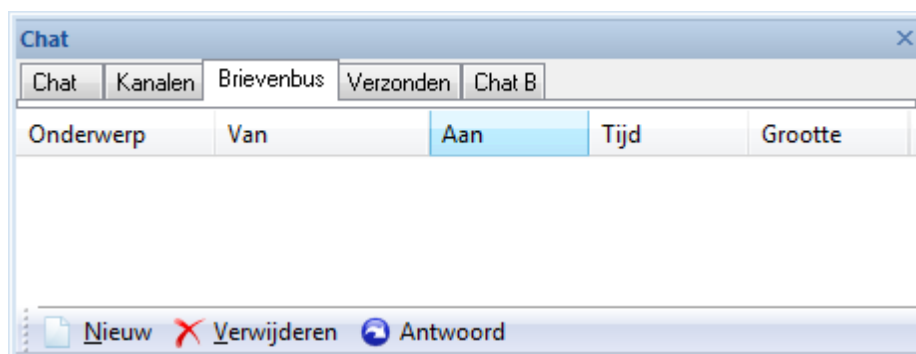 Chat
Chat Kanalen Brievenbus Verzonden Chat B
Onderwerp Van Aan Tijd Grootte
Nieuw Verwijderen Antwoord